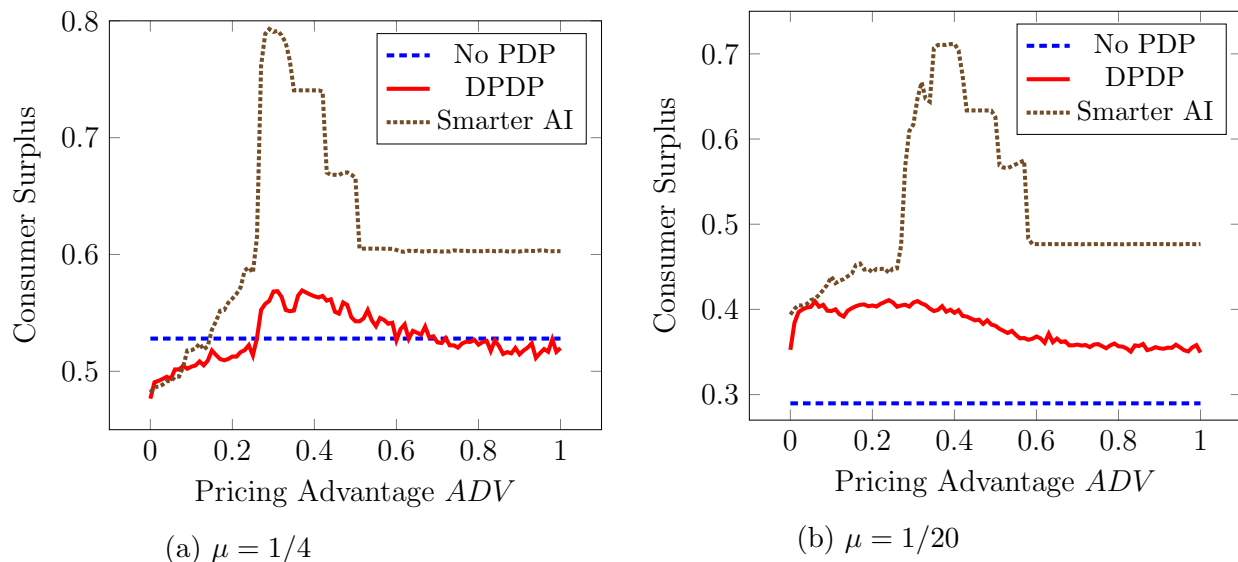 0.8
0.7
0.6
0.5
0
0.2
0.4
0.6
0.8
1
Consumer Surplus
Pricing Advantage ADV
No PDP
DPDP
Smarter AI
(a) μ = 1/4
0.7
0.6
0.5
0.4
0.3
0
0.2
0.4
0.6
0.8
1
Consumer Surplus
Pricing Advantage ADV
No PDP
DPDP
Smarter AI
(b) μ = 1/20